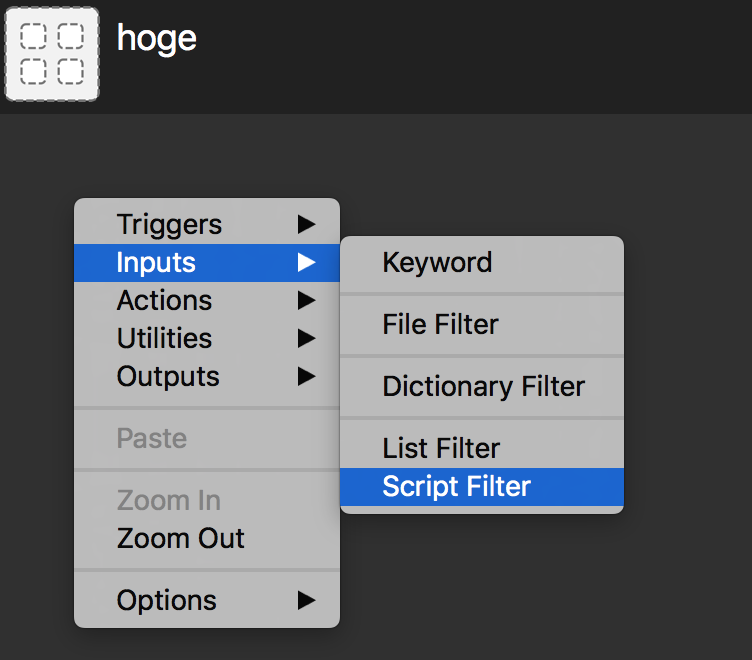 hoge
Triggers
Inputs
Actions
Utilities
Outputs
Paste
Zoom In
Zoom Out
Options
Keyword
File Filter
Dictionary Filter
List Filter
Script Filter